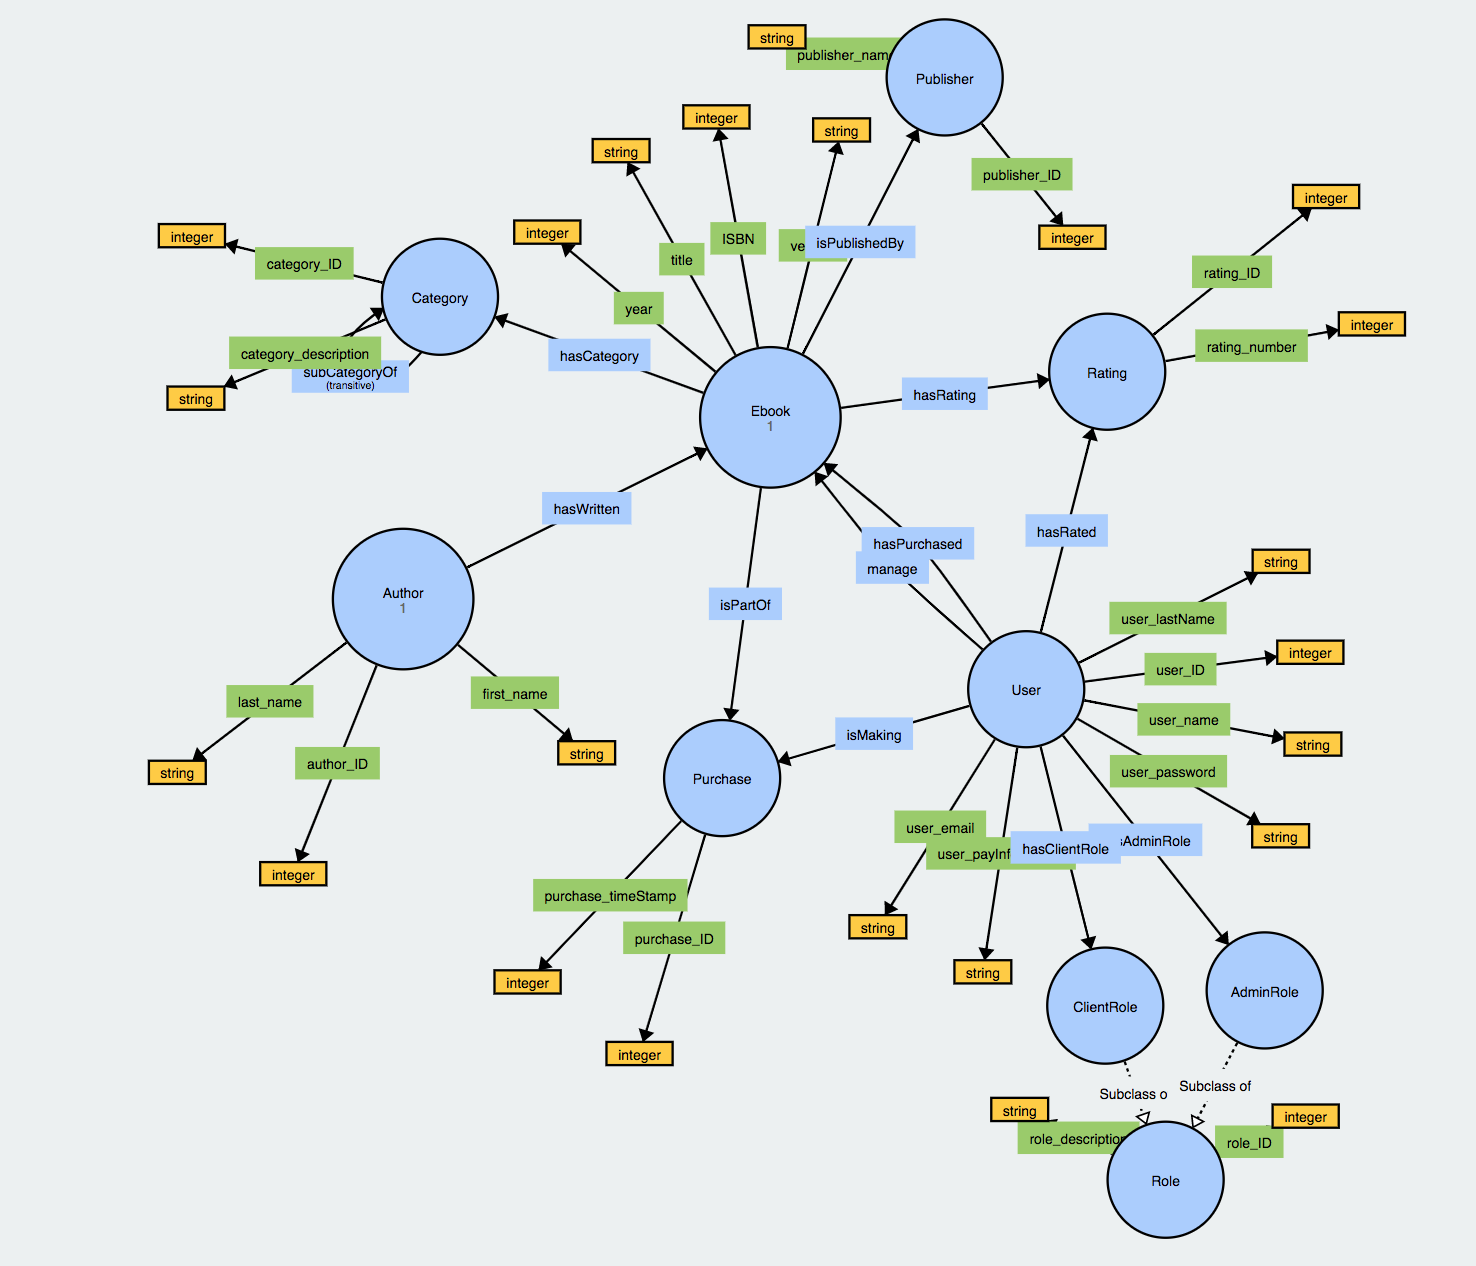 string
publisher_nam
Publisher
integer
string
string
publisher_ID
integer
integer
integer
integer
category_ID
title
ISBN
ve
isPublishedBy
integer
rating_ID
Category
year
integer
rating_number
category_description
subCategoryOf
(transitive)
hasCategory
Rating
string
hasRating
Ebook
1
hasWritten
hasPurchased
hasRated
manage
string
Author
1
isPartOf
user_lastName
integer
user_ID
last_name
first_name
User
user_name
string
isMaking
string
author_ID
string
Purchase
user_password
user_email
string
user_payInf
hasClientRole
sAdminRole
integer
purchase_timeStamp
string
purchase_ID
string
integer
ClientRole
AdminRole
integer
Subclass o
Subclass of
string
integer
role_description
role_ID
Role